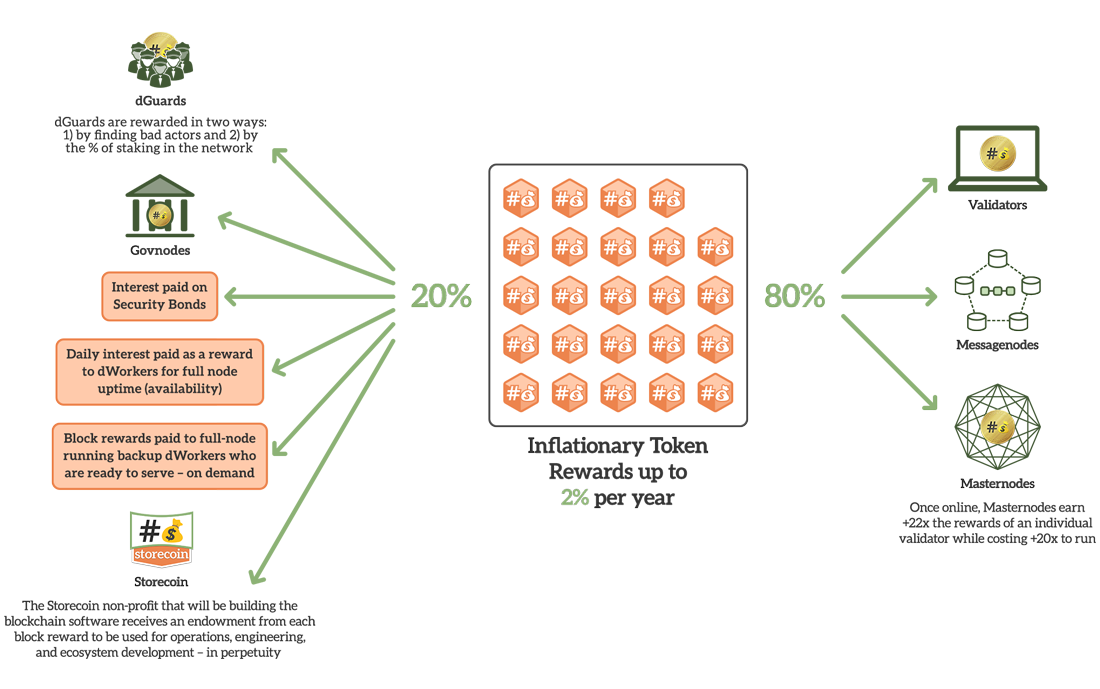 dGuards
dGuards are rewarded in two ways:
1) by finding bad actors and 2) by
the % of staking in the network
Govnodes
Interest paid on
Security Bonds
Daily interest paid as a reward
to dWorkers for full node
uptime (availability)
Block rewards paid to full-node
running backup dWorkers who
are ready to serve – on demand
#$
storecoin
Storecoin
The Storecoin non-profit that will be building the
blockchain software receives an endowment from each
block reward to be used for operations, engineering,
and ecosystem development – in perpetuity
20%
Inflationary Token
Rewards up to
2% per year
80%
#$
Validators
Messagenodes
#$
Masternodes
Once online, Masternodes earn
+22x the rewards of an individual
validator while costing +20x to run